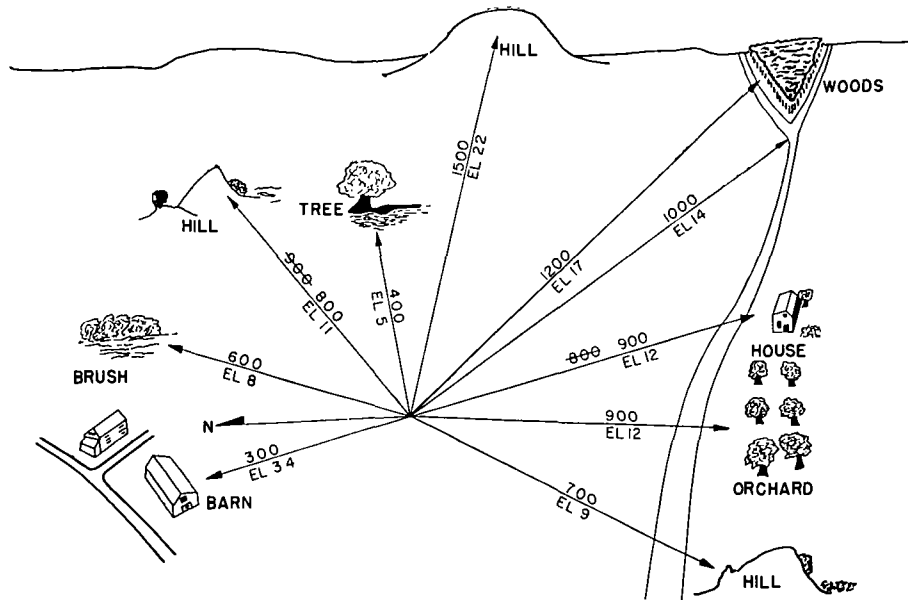 HILL
WOODS
1500
EL 22
TREE
HILL
1000
EL 14
1200
EL 17
900 800
EL 11
400
EL 5
800 900
EL 12
HOUSE
600
EL 8
BRUSH
N
900
EL 12
300
EL 34
BARN
ORCHARD
700
EL 9
HILL